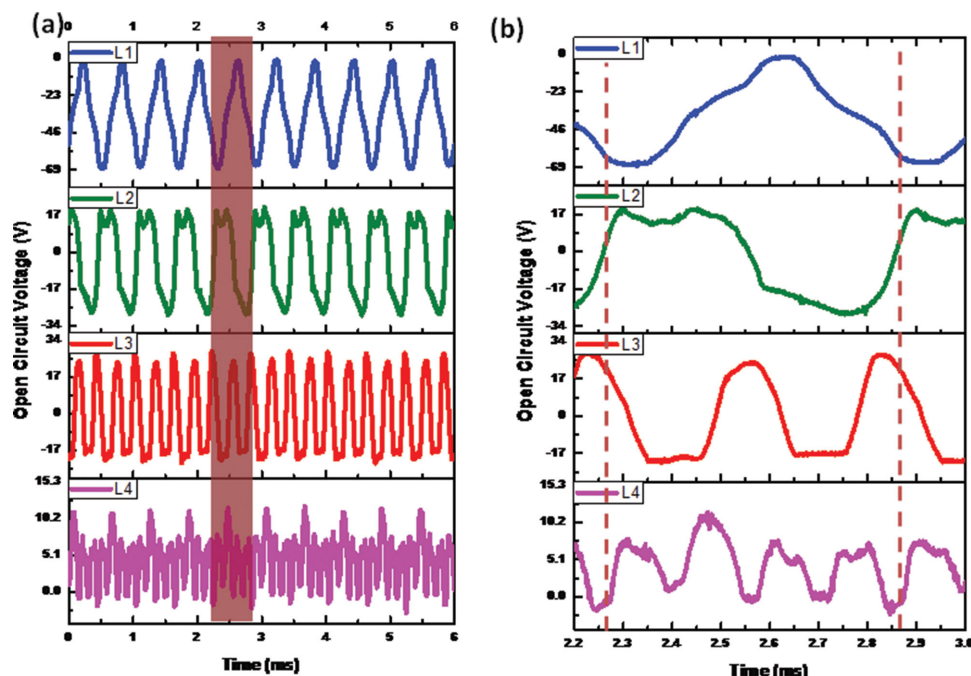 (a)
0 1 2 3 4 5 6
L1
0
-23
-46
-69
L2
17
0
-17
-34
L3
34
17
0
-17
L4
15.3
10.2
5.1
0.0
0 1 2 3 4 5 6
Time (ms)
Open Circuit Voltage (V)
(b)
L1
0
-23
-46
-69
L2
17
0
-17
-34
L3
34
17
0
-17
L4
15.3
10.2
5.1
0.0
2.2 2.3 2.4 2.5 2.6 2.7 2.8 2.9 3.0
Time (ms)
Open Circuit Voltage (V)